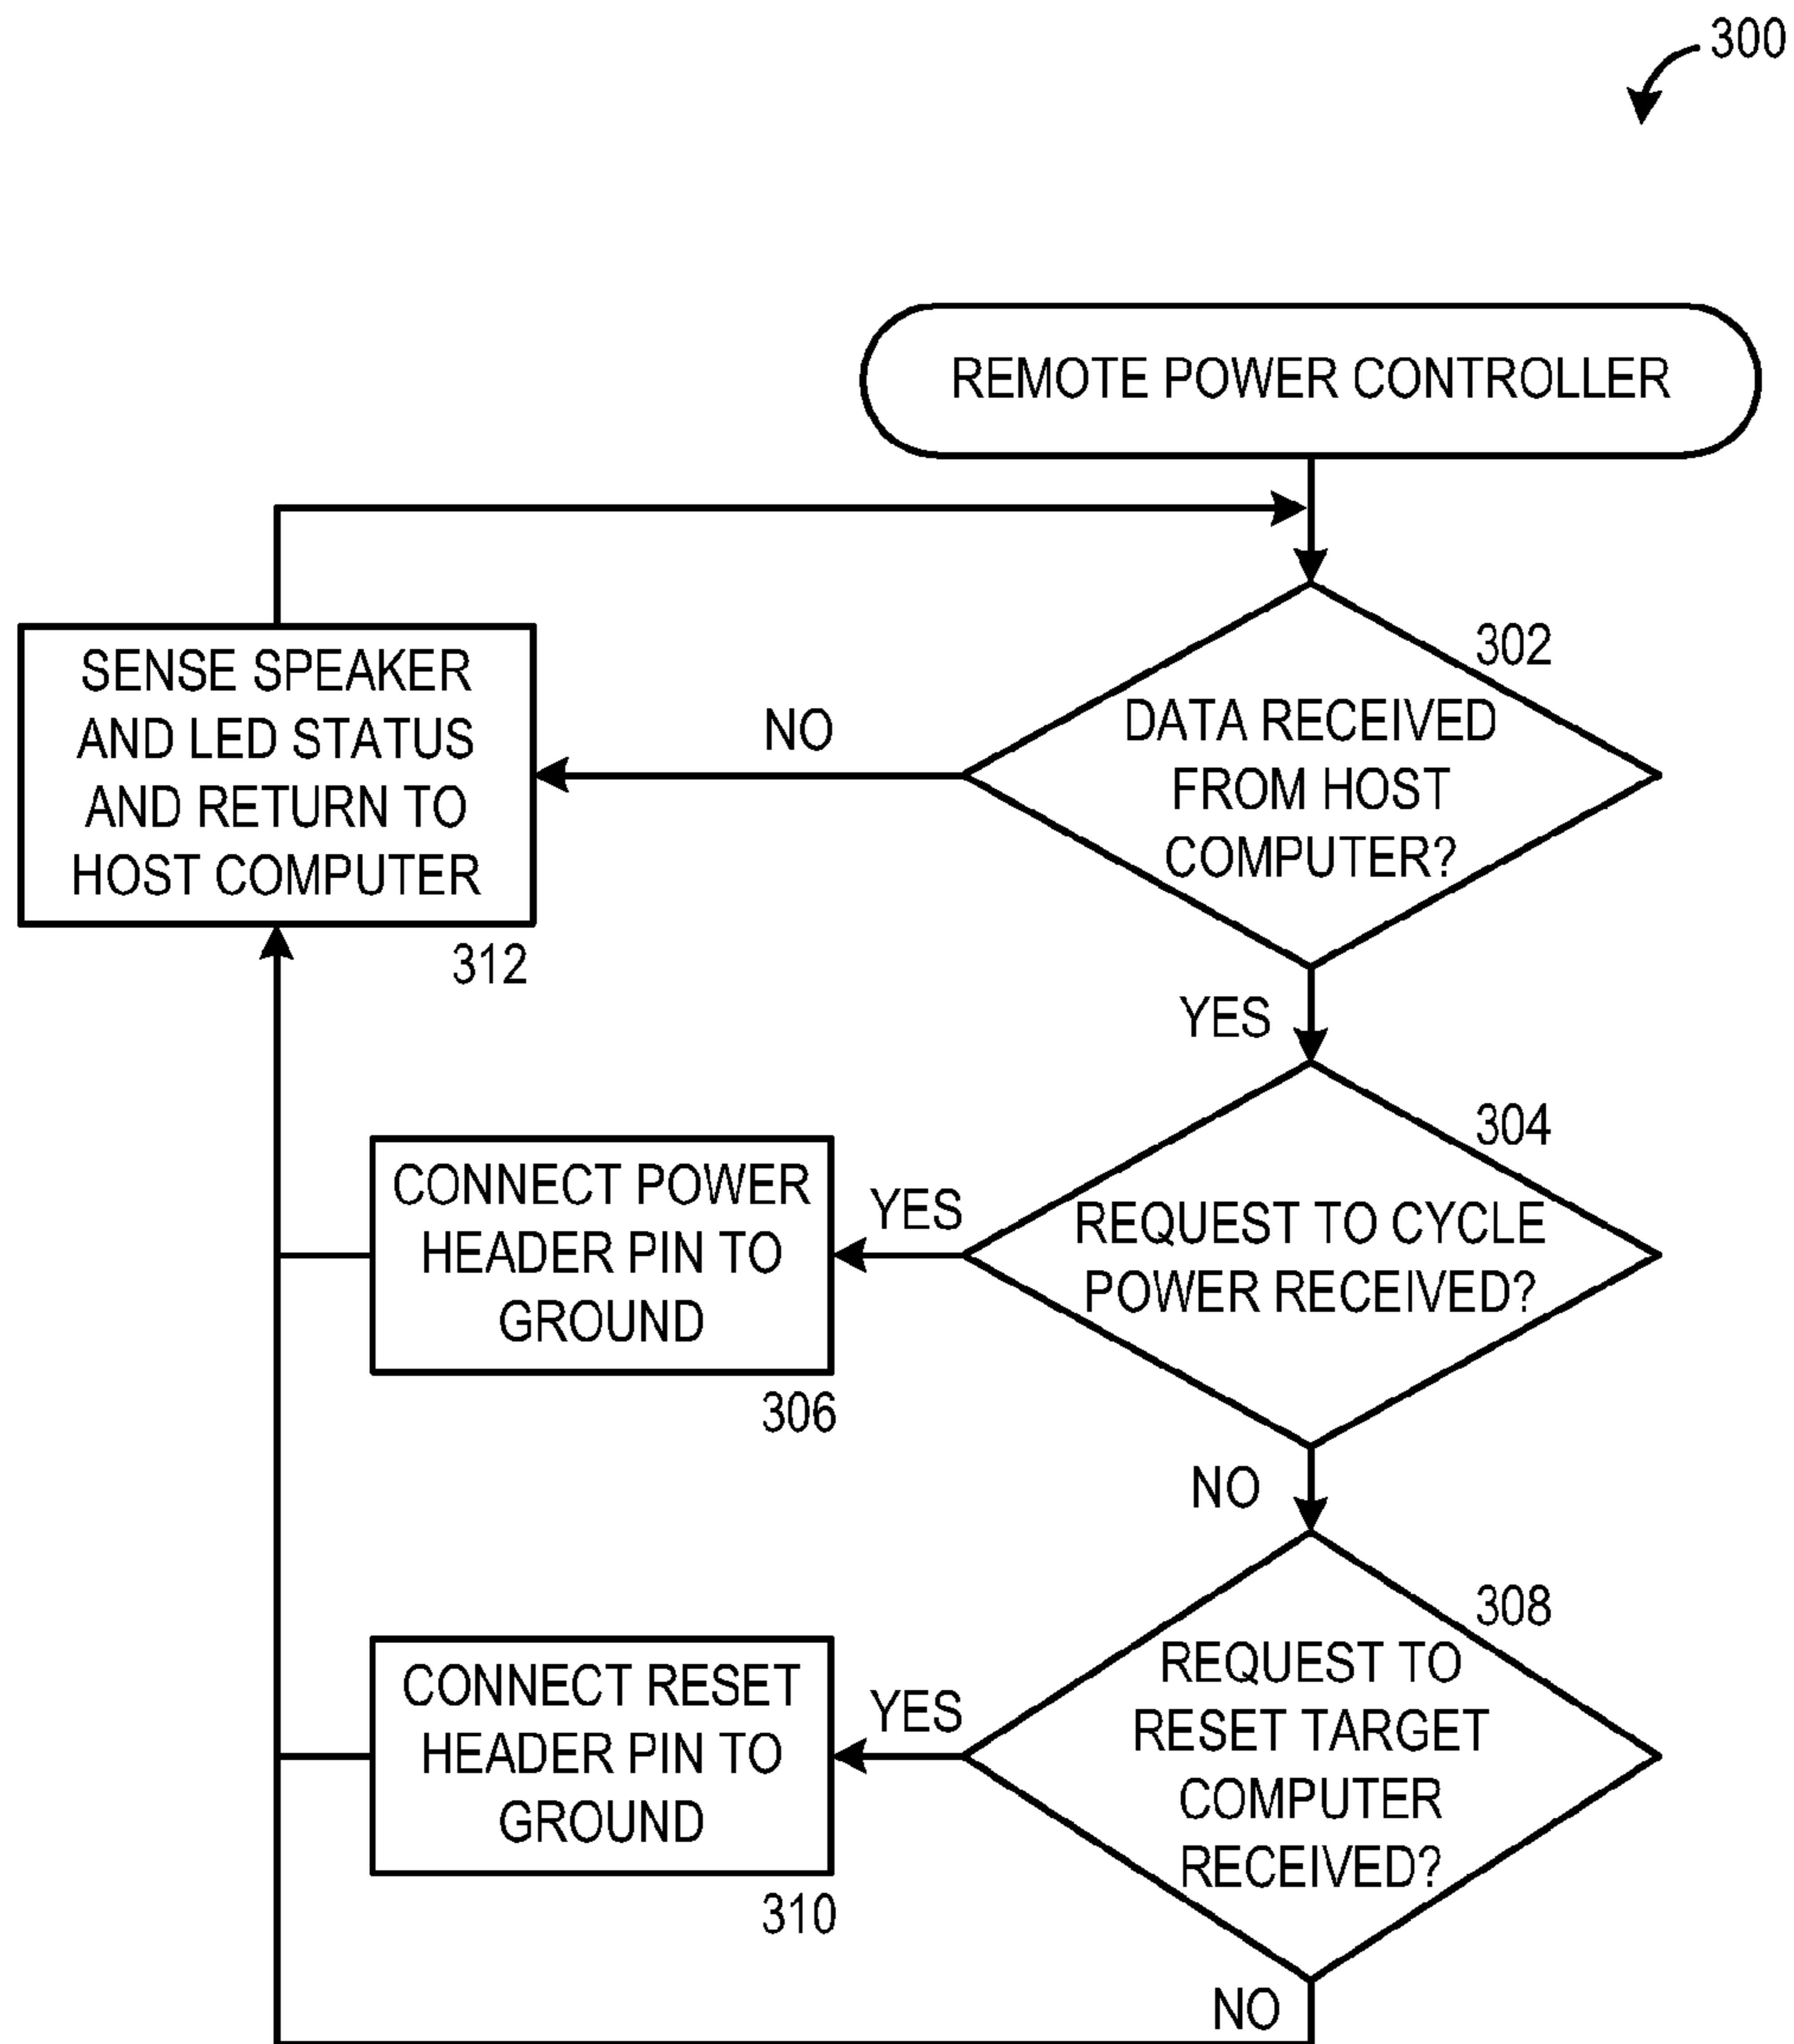 300
REMOTE POWER CONTROLLER
302
DATA RECEIVED
FROM HOST
COMPUTER?
NO
SENSE SPEAKER
AND LED STATUS
AND RETURN TO
HOST COMPUTER
312
YES
304
REQUEST TO CYCLE
POWER RECEIVED?
YES
CONNECT POWER
HEADER PIN TO
GROUND
306
NO
308
REQUEST TO
RESET TARGET
COMPUTER
RECEIVED?
YES
CONNECT RESET
HEADER PIN TO
GROUND
310
NO